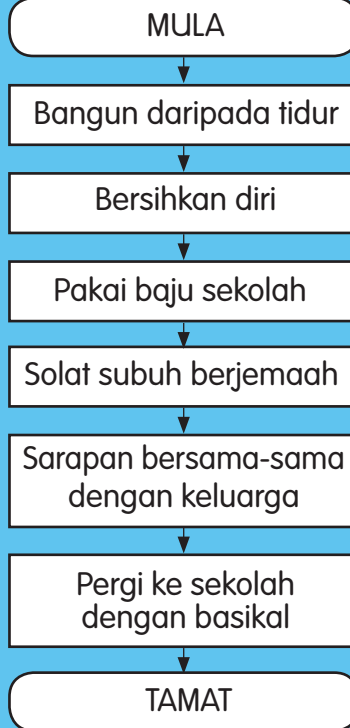 MULA
Bangun daripada tidur
Bersihkan diri
Pakai baju sekolah
Solat subuh berjemaah
Sarapan bersama-sama
dengan keluarga
Pergi ke sekolah
dengan basikal
TAMAT